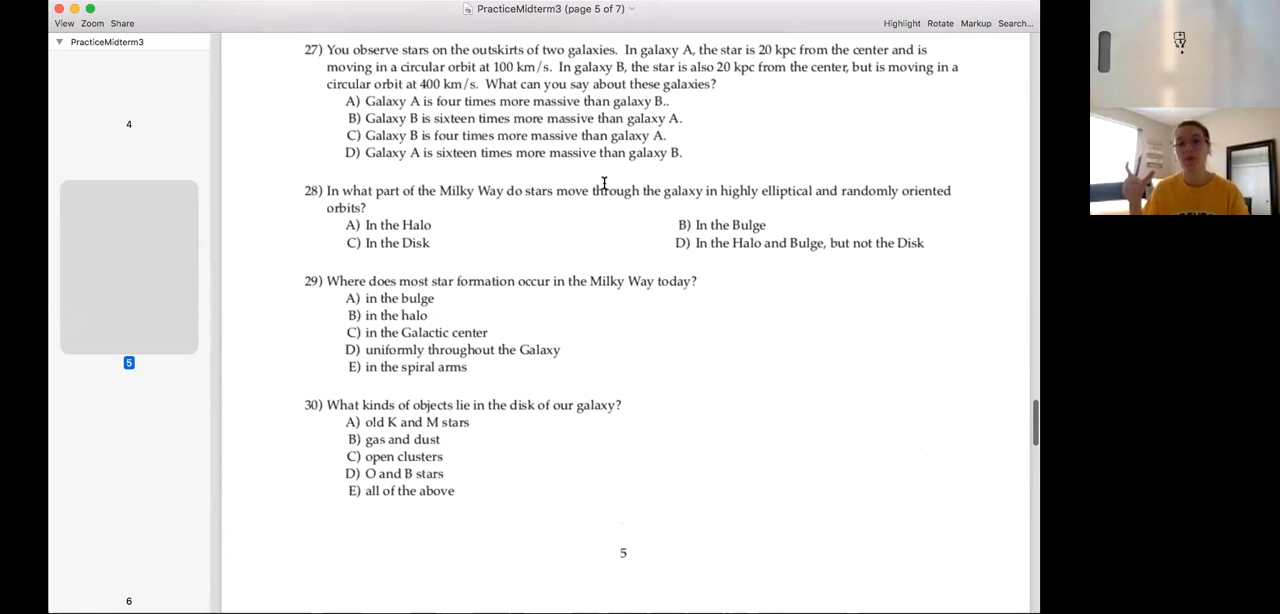 PracticeMidterm3 (page 5 of 7)
View Zoom Share
Highlight Rotate Markup Search...
PracticeMidterm3
4
5
6
27) You observe stars on the outskirts of two galaxies. In galaxy A, the star is 20 kpc from the center and is
moving in a circular orbit at 100 km/s. In galaxy B, the star is also 20 kpc from the center, but is moving in a
circular orbit at 400 km/s. What can you say about these galaxies?
A) Galaxy A is four times more massive than galaxy B..
B) Galaxy B is sixteen times more massive than galaxy A.
C) Galaxy B is four times more massive than galaxy A.
D) Galaxy A is sixteen times more massive than galaxy B.
28) In what part of the Milky Way do stars move through the galaxy in highly elliptical and randomly oriented
orbits?
A) In the Halo
B) In the Bulge
C) In the Disk
D) In the Halo and Bulge, but not the Disk
29) Where does most star formation occur in the Milky Way today?
A) in the bulge
B) in the halo
C) in the Galactic center
D) uniformly throughout the Galaxy
E) in the spiral arms
30) What kinds of objects lie in the disk of our galaxy?
A) old K and M stars
B) gas and dust
C) open clusters
D) O and B stars
E) all of the above
5